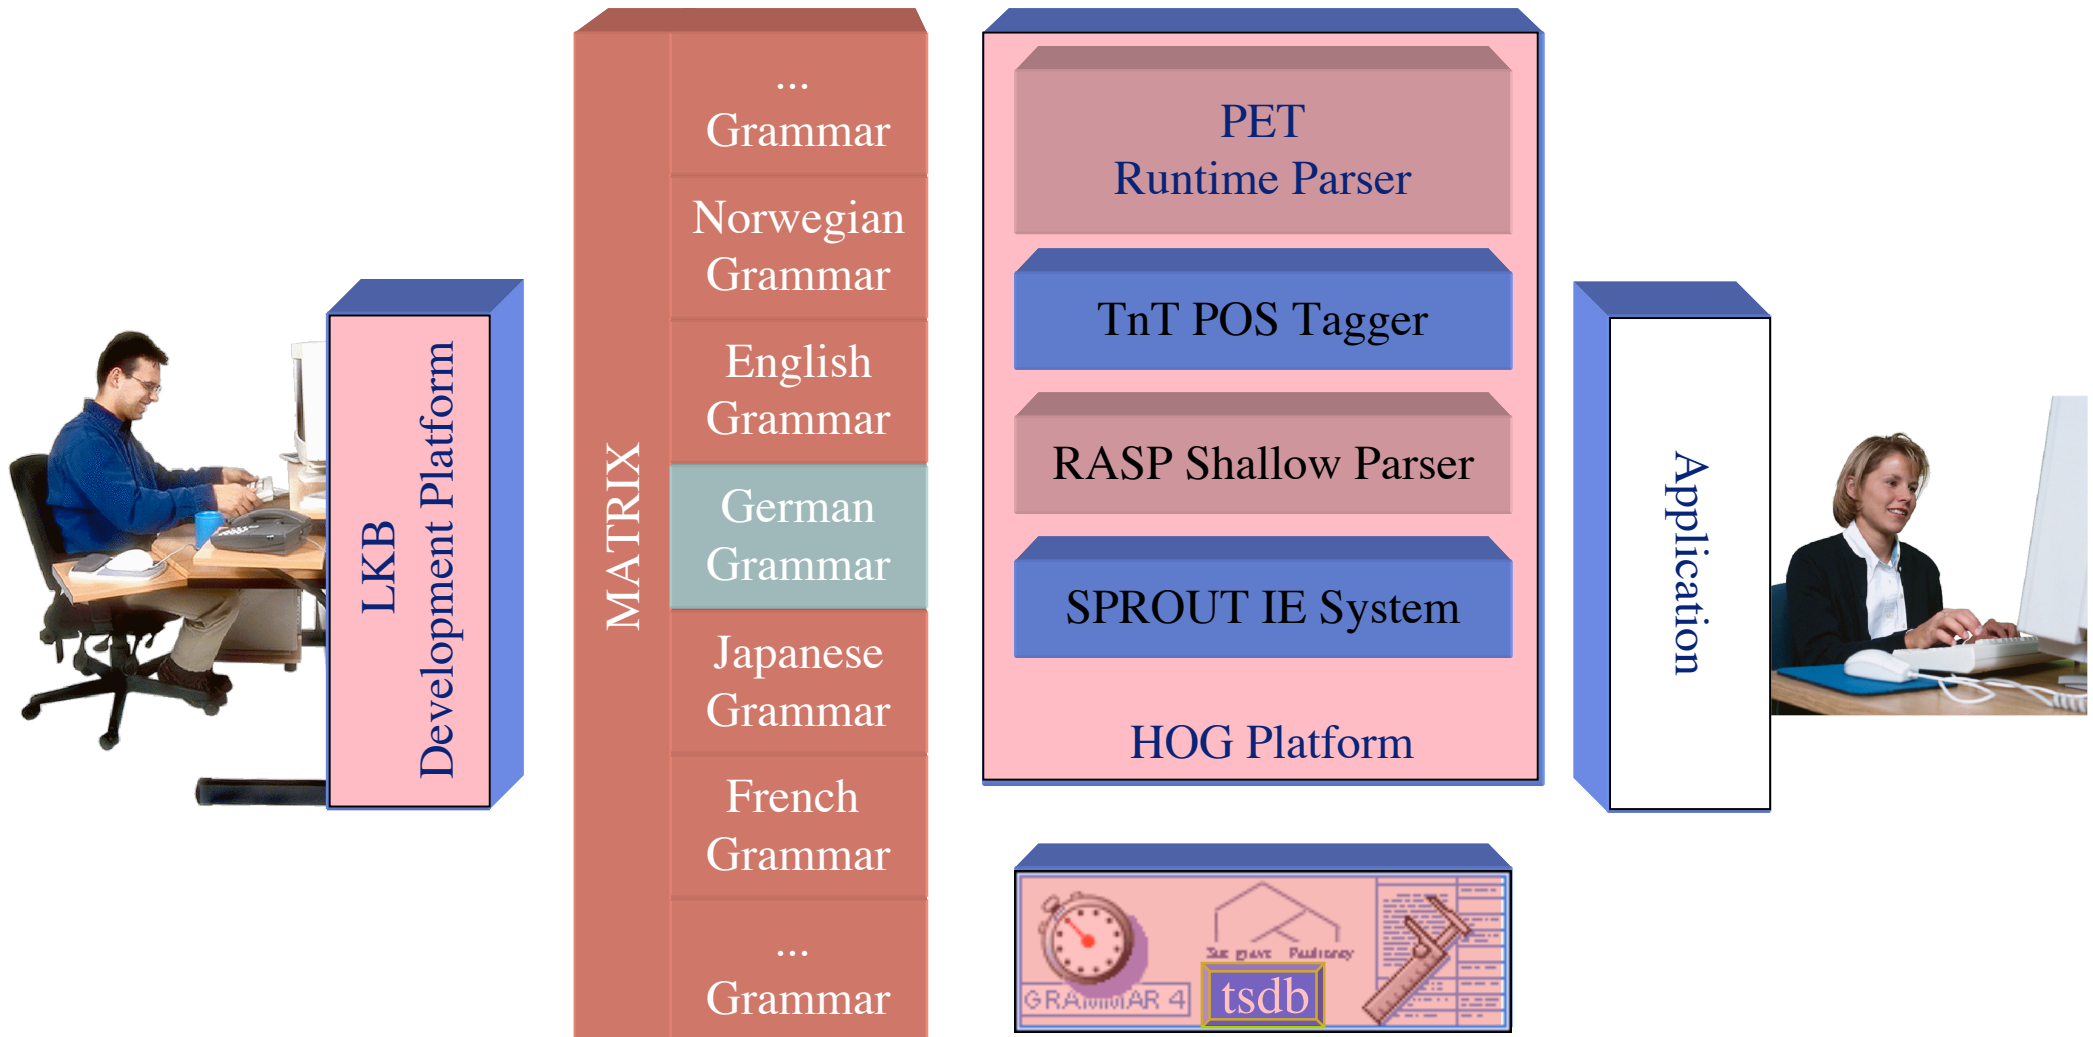 LKB
Development Platform
MATRIX
...
Grammar
Norwegian
Grammar
English
Grammar
German
Grammar
Japanese
Grammar
French
Grammar
...
Grammar
PET
Runtime Parser
TnT POS Tagger
RASP Shallow Parser
SPROUT IE System
HOG Platform
GRAMMAR 4
tsdb
Application